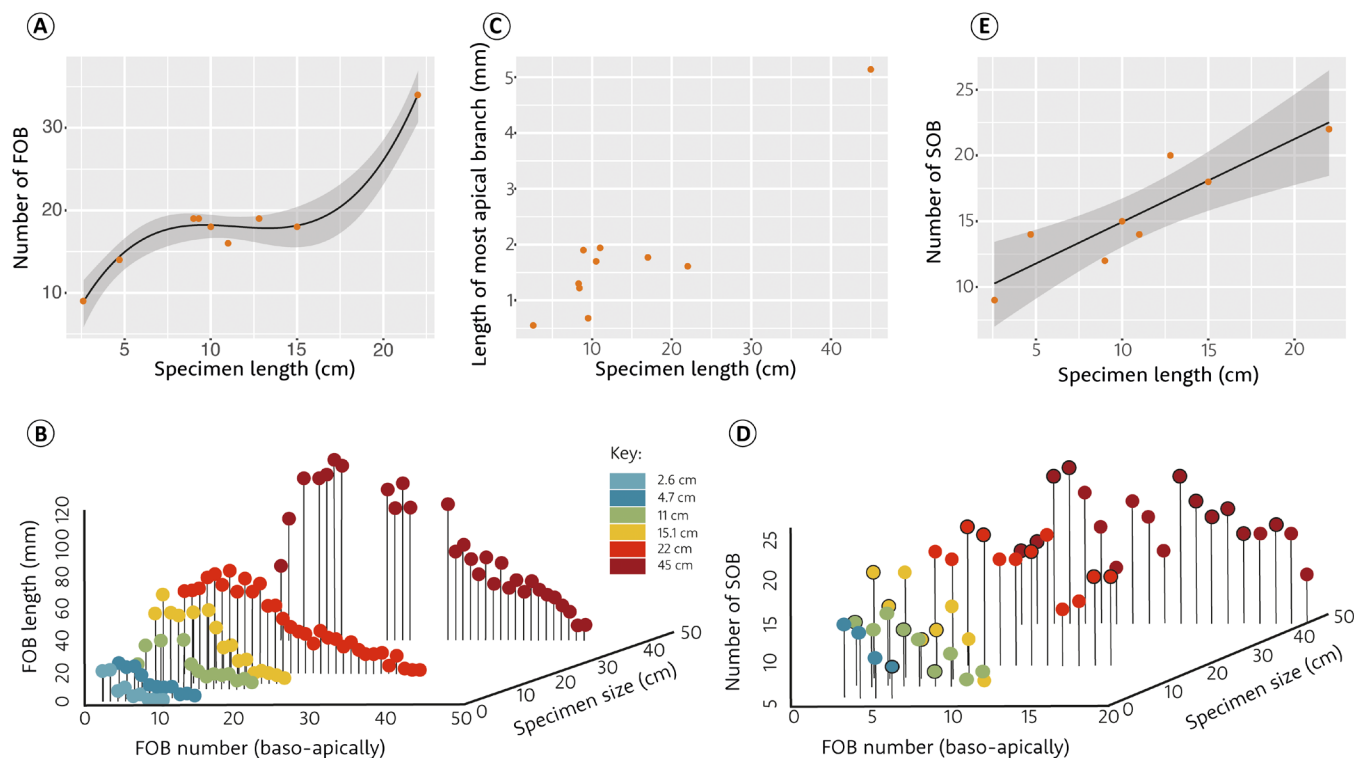 A
Number of FOB
30
20
10
5
10
15
20
Specimen length (cm)
C
Length of most apical branch (mm)
5
4
3
2
1
10
20
30
40
Specimen length (cm)
E
Number of SOB
25
20
15
10
5
10
15
20
Specimen length (cm)
B
FOB length (mm)
120
100
80
60
40
20
0
0
10
20
30
40
50
FOB number (baso-apically)
0
10
20
30
40
50
Specimen size (cm)
Key:
2.6 cm
4.7 cm
11 cm
15.1 cm
22 cm
45 cm
D
Number of SOB
25
20
15
10
5
0
5
10
15
20
FOB number (baso-apically)
0
10
20
30
40
50
Specimen size (cm)